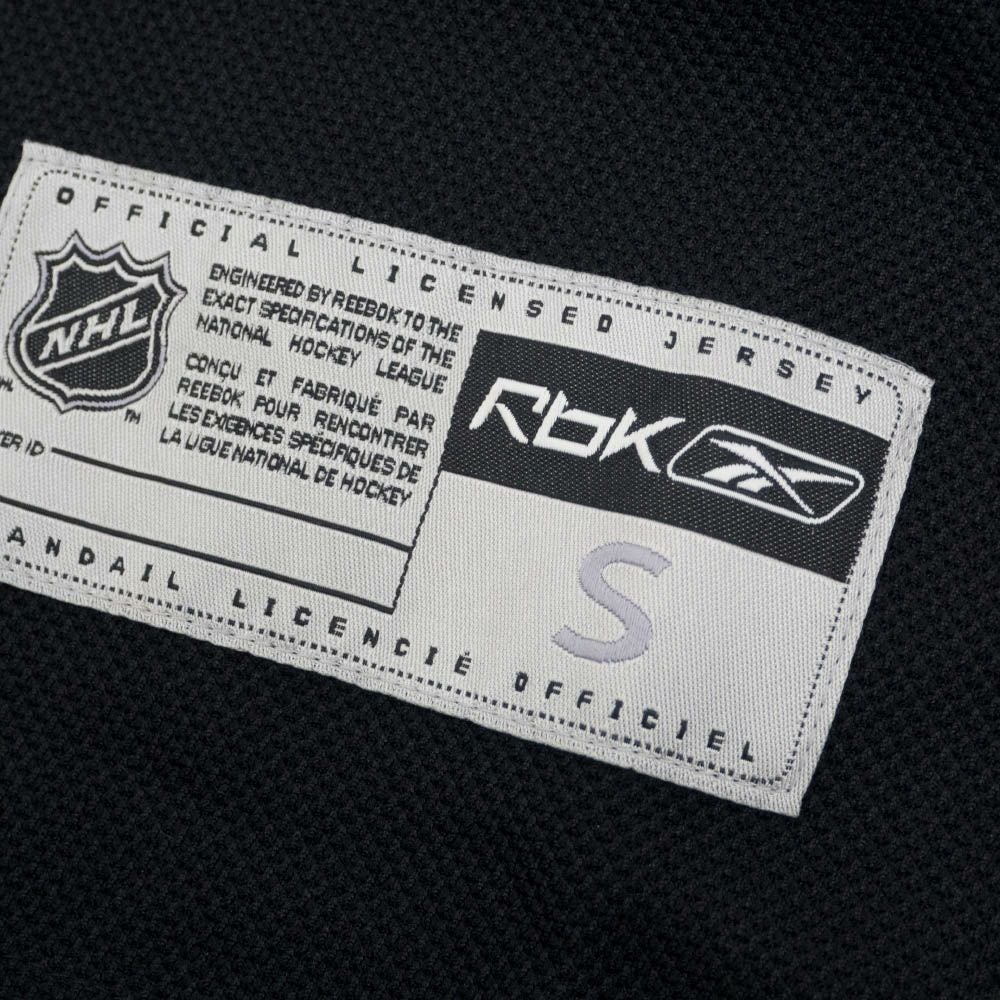 OFFICIAL LICENSED JERSEY
NHL
TM
ENGINEERED BY REEBOK TO THE
EXACT SPECIFICATIONS OF THE
NATIONAL HOCKEY LEAGUE
CONÇU ET FABRIQUÉ PAR
REEBOK POUR RENCONTRER
LES EXIGENCES SPÉCIFIQUES DE
LA LIGUE NATIONAL DE HOCKEY
ID
Rbk
S
ANDAIL LICENCIÉ OFFICIEL